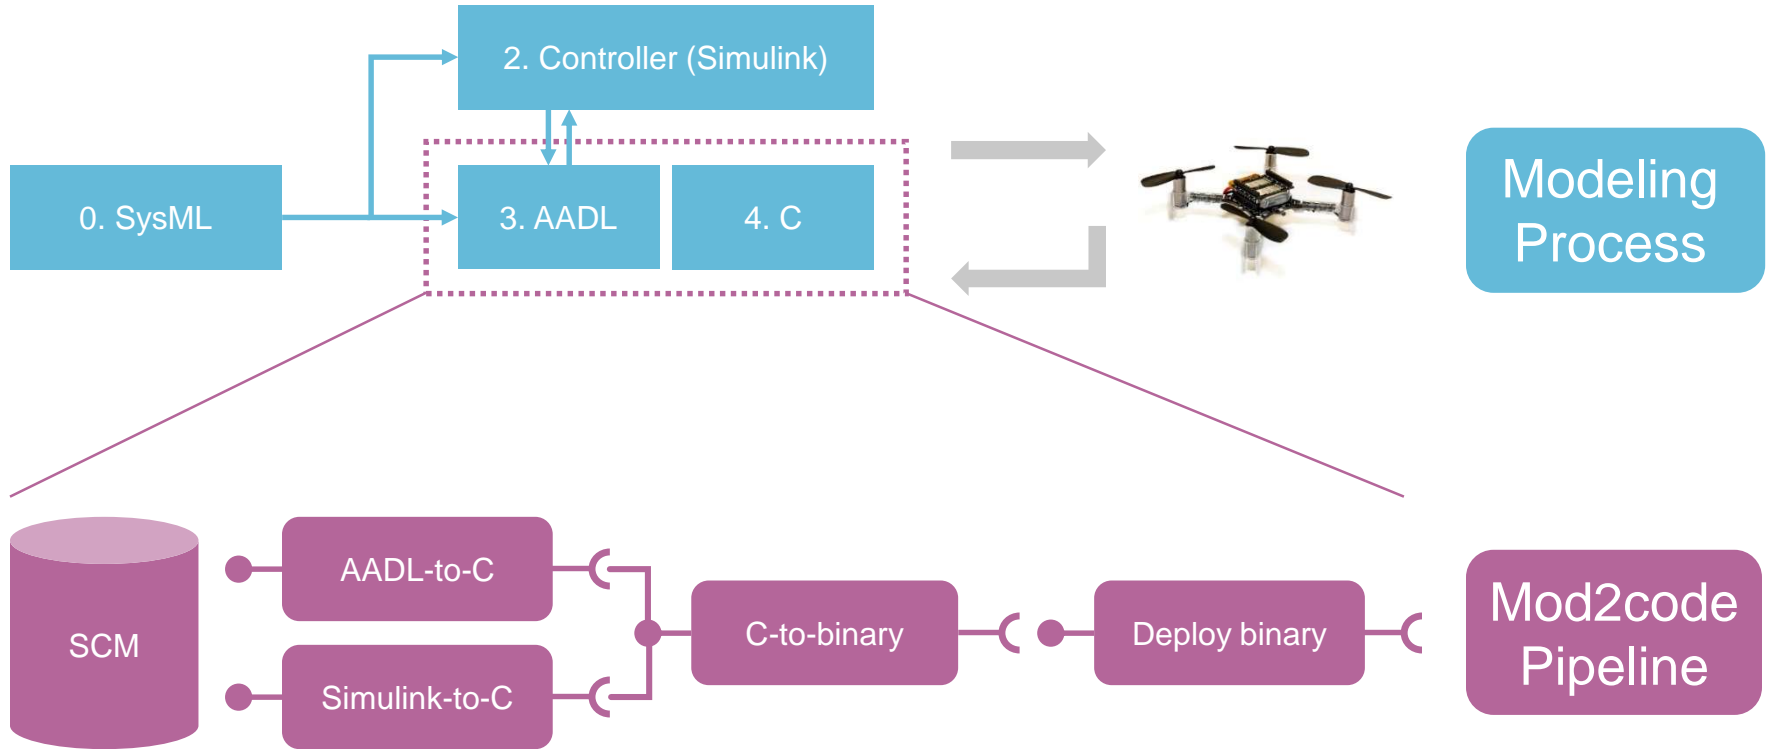 2. Controller (Simulink)
0. SysML
3. AADL
4. C
Modeling
Process
SCM
AADL-to-C
Simulink-to-C
C-to-binary
Deploy binary
Mod2code
Pipeline